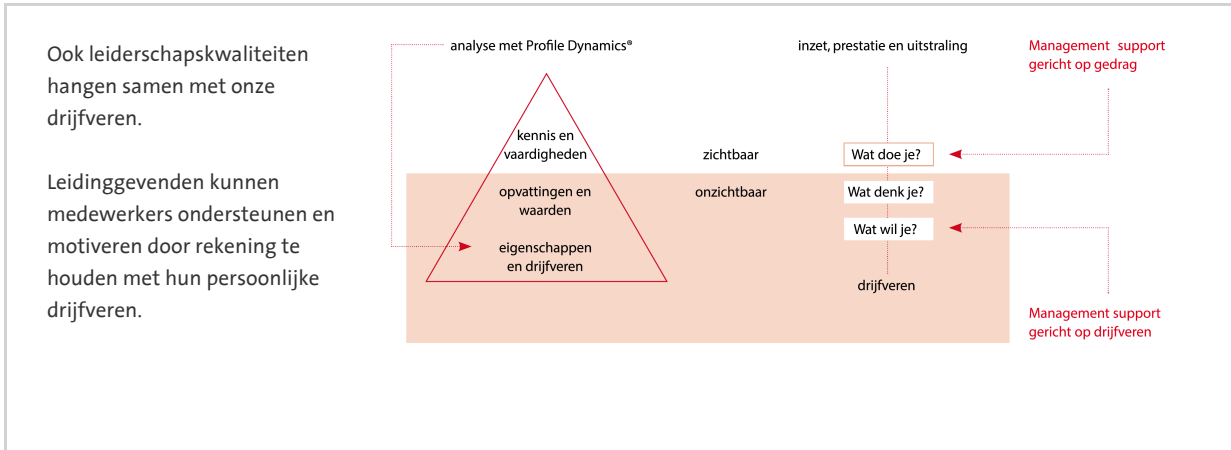 Ook leiderschapskwaliteiten
hangen samen met onze
drijfveren.
Leidinggevenden kunnen
medewerkers ondersteunen en
motiveren door rekening te
houden met hun persoonlijke
drijfveren.
analyse met Profile Dynamics®
kennis en
vaardigheden
opvattingen en
waarden
eigenschappen
en drijfveren
zichtbaar
onzichtbaar
inzet, prestatie en uitstraling
Wat doe je?
Wat denk je?
Wat wil je?
drijfveren
Management support
gericht op gedrag
Management support
gericht op drijfveren